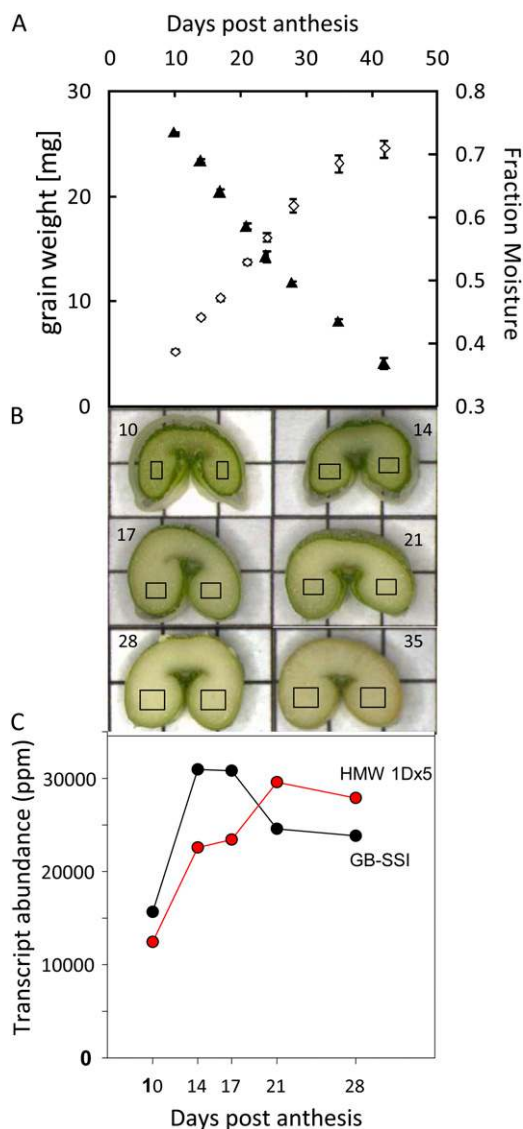 A
Days post anthesis
0 10 20 30 40 50
grain weight [mg]
30
20
10
0
0.8
0.7
0.6
0.5
0.4
0.3
Fraction Moisture
B
10
14
17
21
28
35
C
Transcript abundance (ppm)
30000
20000
10000
0
HMW 1Dx5
GB-SSI
10 14 17 21 28
Days post anthesis